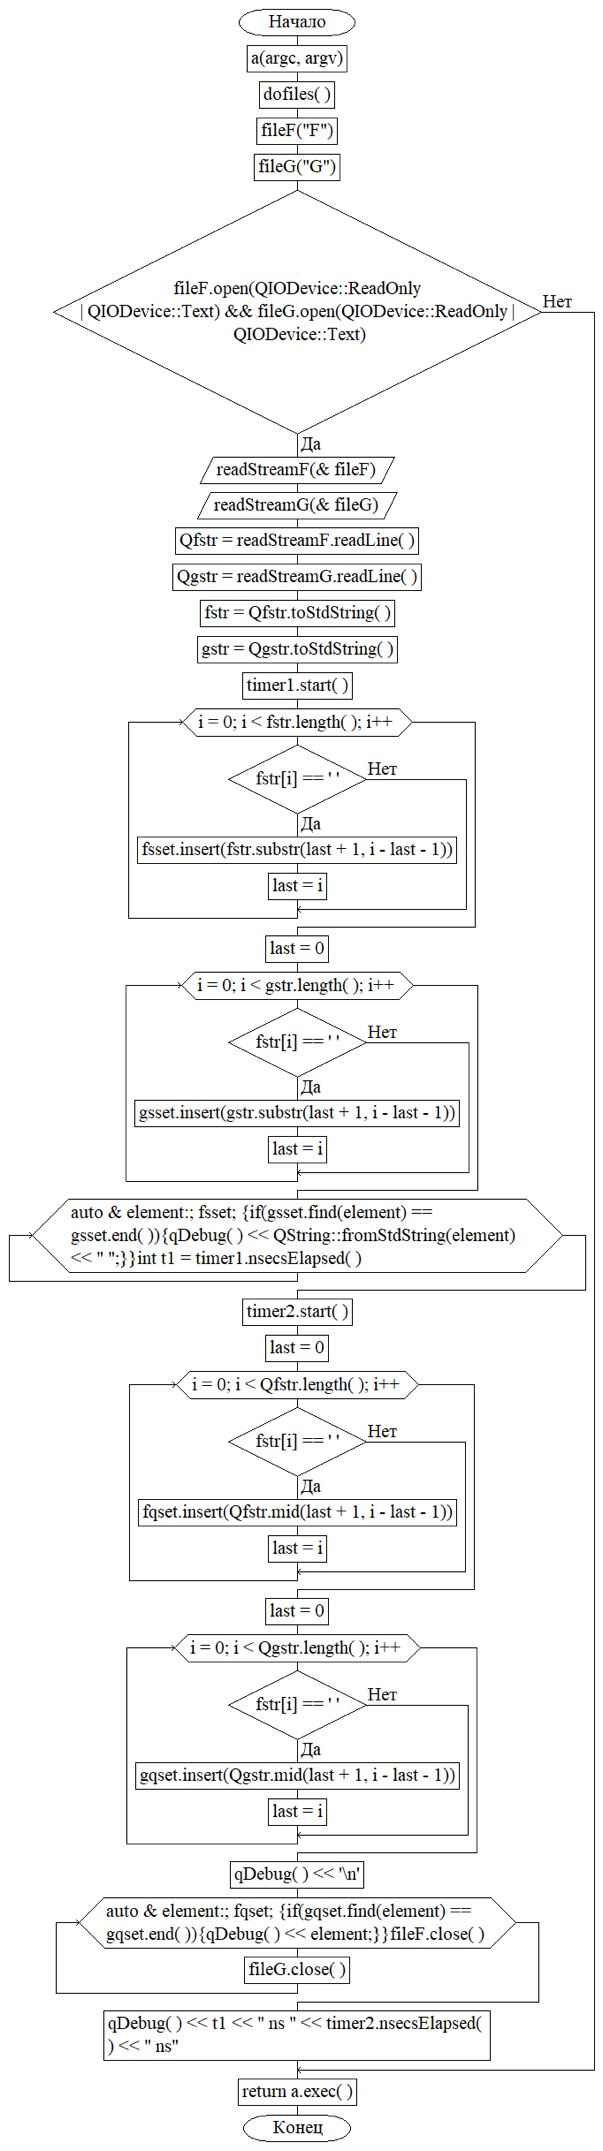 Начало
a(argc, argv)
dofiles( )
fileF("F")
fileG("G")
fileF.open(QIODevice::ReadOnly
| QIODevice::Text) && fileG.open(QIODevice::ReadOnly |
QIODevice::Text)
Нет
Да
readStreamF(& fileF)
readStreamG(& fileG)
Qfstr = readStreamF.readLine( )
Qgstr = readStreamG.readLine( )
fstr = Qfstr.toStdString( )
gstr = Qgstr.toStdString( )
timer1.start( )
i = 0; i < fstr.length( ); i++
fstr[i] == ' '
Нет
Да
fsset.insert(fstr.substr(last + 1, i - last - 1))
last = i
last = 0
i = 0; i < gstr.length( ); i++
fstr[i] == ' '
Нет
Да
gsset.insert(gstr.substr(last + 1, i - last - 1))
last = i
auto & element:; fsset; {if(gsset.find(element) ==
gsset.end( )){qDebug( ) << QString::fromStdString(element)
<< " ";}}int t1 = timer1.nsecsElapsed( )
timer2.start( )
last = 0
i = 0; i < Qfstr.length( ); i++
fstr[i] == ' '
Нет
Да
fqset.insert(Qfstr.mid(last + 1, i - last - 1))
last = i
last = 0
i = 0; i < Qgstr.length( ); i++
fstr[i] == ' '
Нет
Да
gqset.insert(Qgstr.mid(last + 1, i - last - 1))
last = i
qDebug( ) << '\n'
auto & element:; fqset; {if(gqset.find(element) ==
gqset.end( )){qDebug( ) << element;}}fileF.close( )
fileG.close( )
qDebug( ) << t1 << " ns " << timer2.nsecsElapsed(
) << " ns"
return a.exec( )
Конец